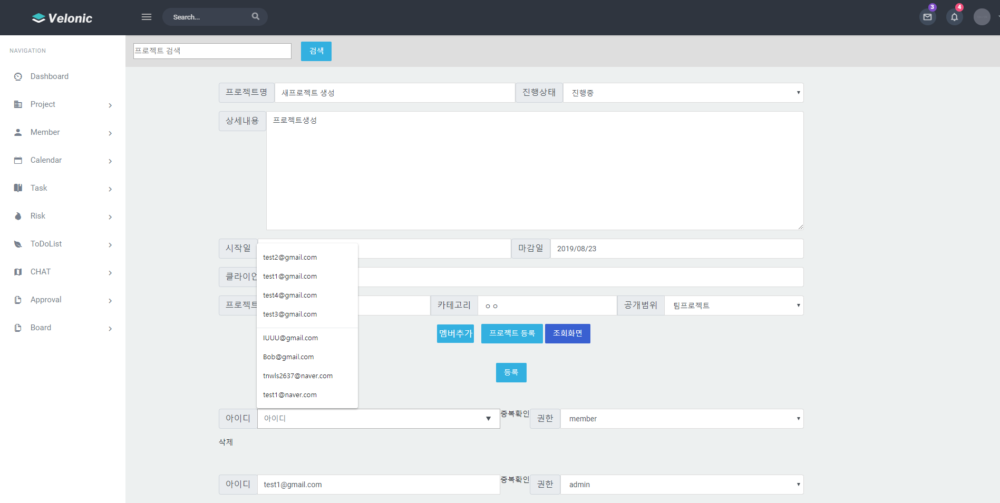 Velonic
Search...
3
4
NAVIGATION
Dashboard
Project
Member
Calendar
Task
Risk
ToDoList
CHAT
Approval
Board
프로젝트 검색
검색
프로젝트명
새프로젝트 생성
진행상태
진행중
상세내용
프로젝트생성
시작일
마감일
2019/08/23
클라이언
프로젝트
카테고리
ㅇㅇ
공개범위
팀프로젝트
test2@gmail.com
test1@gmail.com
test4@gmail.com
test3@gmail.com
IUUU@gmail.com
Bob@gmail.com
tnwls2637@naver.com
test1@naver.com
멤버추가
프로젝트 등록
조회화면
등록
아이디
아이디
중복확인
권한
member
삭제
아이디
test1@gmail.com
중복확인
권한
admin